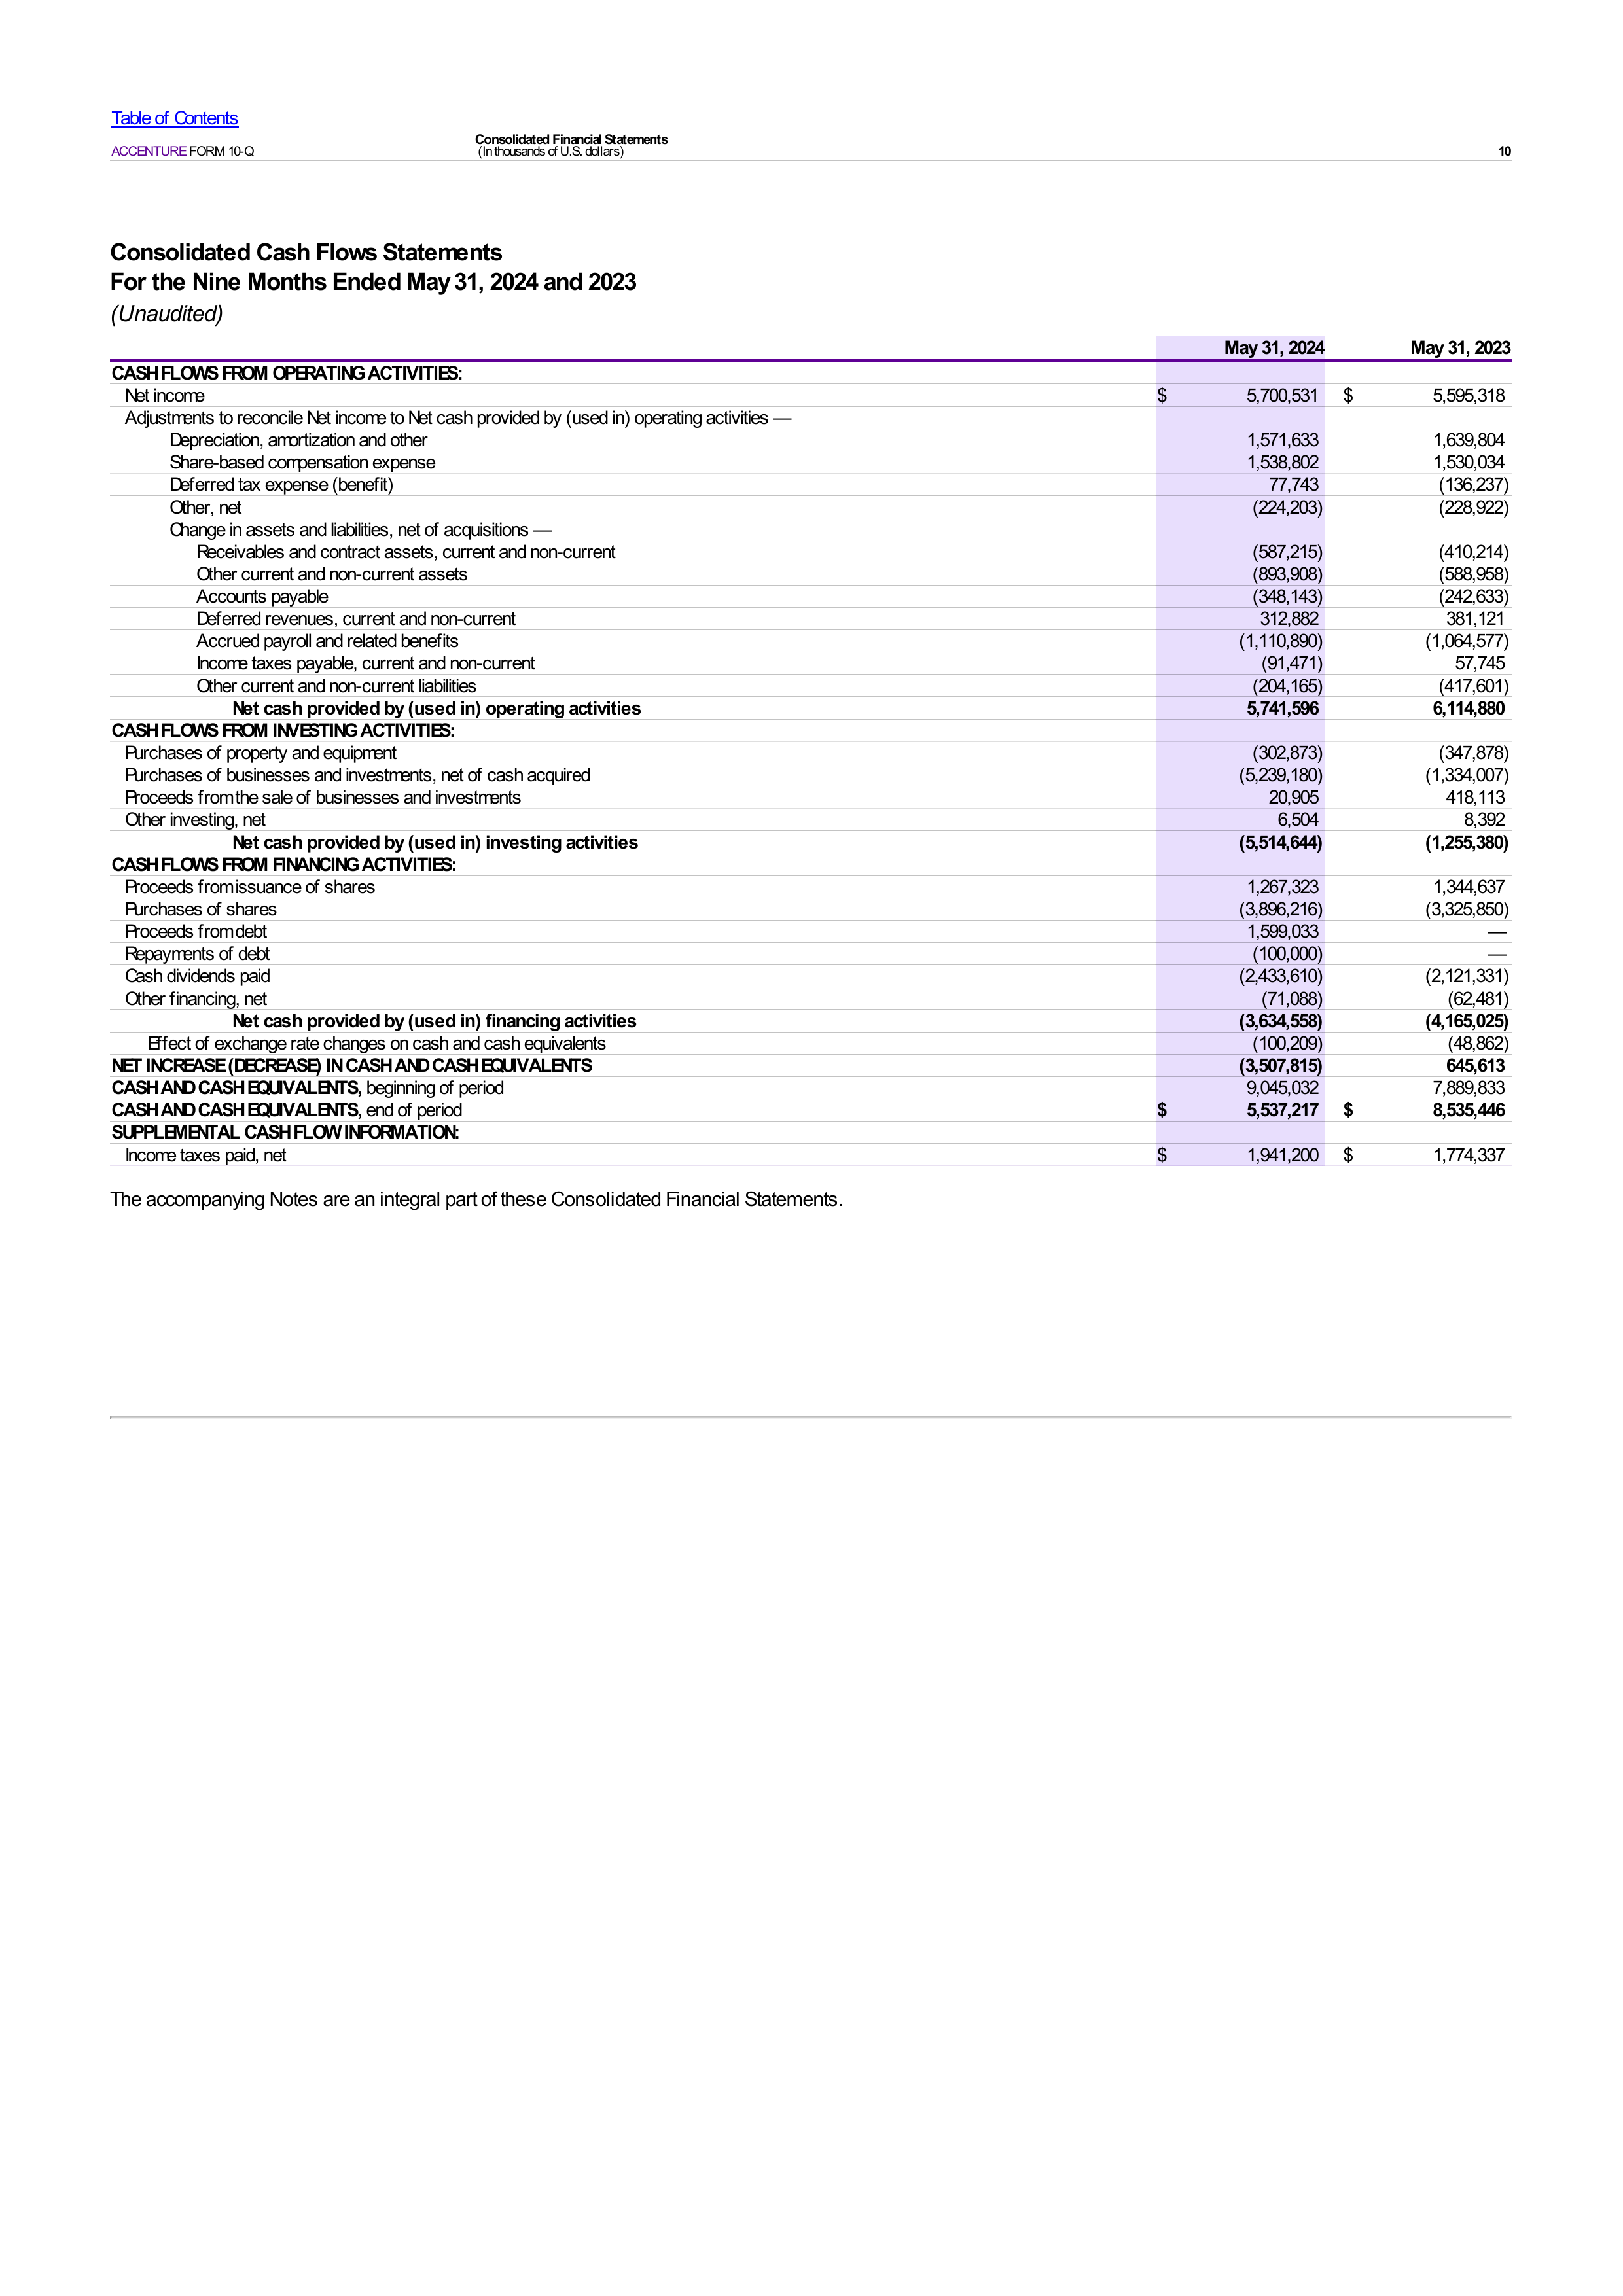 Table of Contents
Consolidated Financial Statements
ACCENTURE FORM 10-Q (In thousands of U.S. dollars) 10
Consolidated Cash Flows Statements
For the Nine Months Ended May 31, 2024 and 2023
(Unaudited)
May 31, 2024 May 31, 2023
CASH FLOWS FROM OPERATING ACTIVITIES:
Net income $ 5,700,531 $ 5,595,318
Adjustments to reconcile Net income to Net cash provided by (used in) operating activities —
Depreciation, amortization and other 1,571,633 1,639,804
Share-based compensation expense 1,538,802 1,530,034
Deferred tax expense (benefit) 77,743 (136,237)
Other, net (224,203) (228,922)
Change in assets and liabilities, net of acquisitions —
Receivables and contract assets, current and non-current (587,215) (410,214)
Other current and non-current assets (893,908) (588,958)
Accounts payable (348,143) (242,633)
Deferred revenues, current and non-current 312,882 381,121
Accrued payroll and related benefits (1,110,890) (1,064,577)
Income taxes payable, current and non-current (91,471) 57,745
Other current and non-current liabilities (204,165) (417,601)
Net cash provided by (used in) operating activities 5,741,596 6,114,880
CASH FLOWS FROM INVESTING ACTIVITIES:
Purchases of property and equipment (302,873) (347,878)
Purchases of businesses and investments, net of cash acquired (5,239,180) (1,334,007)
Proceeds from the sale of businesses and investments 20,905 418,113
Other investing, net 6,504 8,392
Net cash provided by (used in) investing activities (5,514,644) (1,255,380)
CASH FLOWS FROM FINANCING ACTIVITIES:
Proceeds from issuance of shares 1,267,323 1,344,637
Purchases of shares (3,896,216) (3,325,850)
Proceeds from debt 1,599,033 —
Repayments of debt (100,000) —
Cash dividends paid (2,433,610) (2,121,331)
Other financing, net (71,088) (62,481)
Net cash provided by (used in) financing activities (3,634,558) (4,165,025)
Effect of exchange rate changes on cash and cash equivalents (100,209) (48,862)
NET INCREASE (DECREASE) IN CASH AND CASH EQUIVALENTS (3,507,815) 645,613
CASH AND CASH EQUIVALENTS, beginning of period 9,045,032 7,889,833
CASH AND CASH EQUIVALENTS, end of period $ 5,537,217 $ 8,535,446
SUPPLEMENTAL CASH FLOW INFORMATION:
Income taxes paid, net $ 1,941,200 $ 1,774,337
The accompanying Notes are an integral part of these Consolidated Financial Statements.